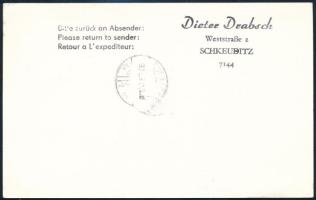 Bitte zurück an Absender:
Please return to sender:
Retour a L'expediteur:
Dieter Drabsch
Weststraße 2
SCHKEUDITZ
7144